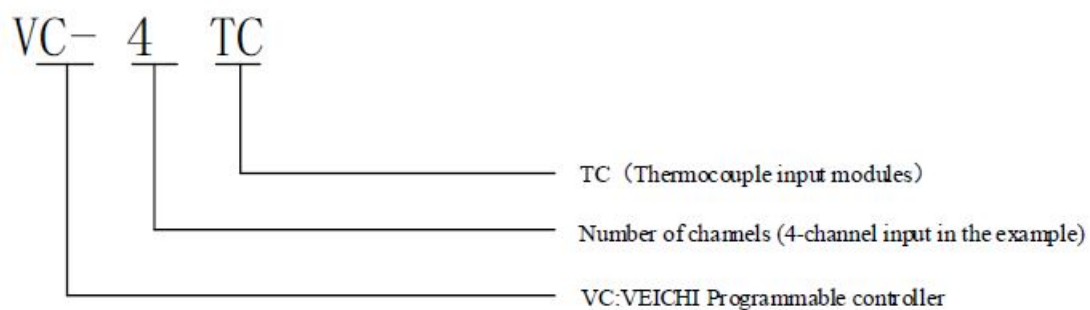 VC- 4 TC
TC（Thermocouple input modules）
Number of channels (4-channel input in the example)
VC:VEICHI Programmable controller